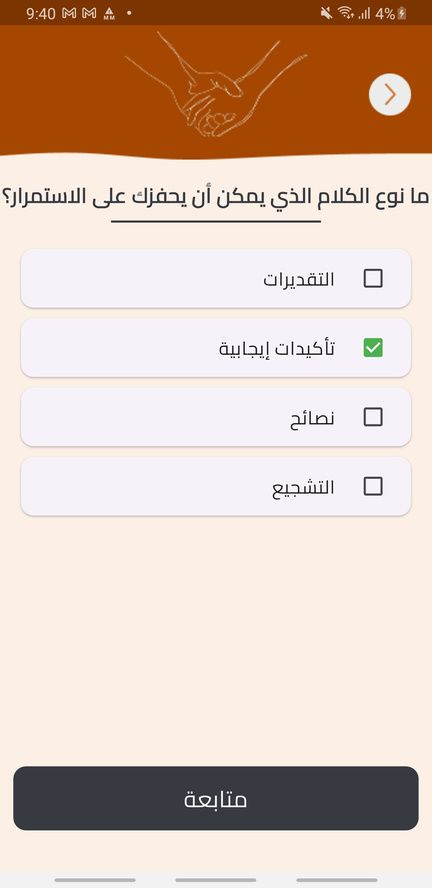 9:40
4%
ما نوع الكلام الذي يمكن أن يحفزك على الاستمرار؟
التقديرات
تأكيدات إيجابية
نصائح
التشجيع
متابعة